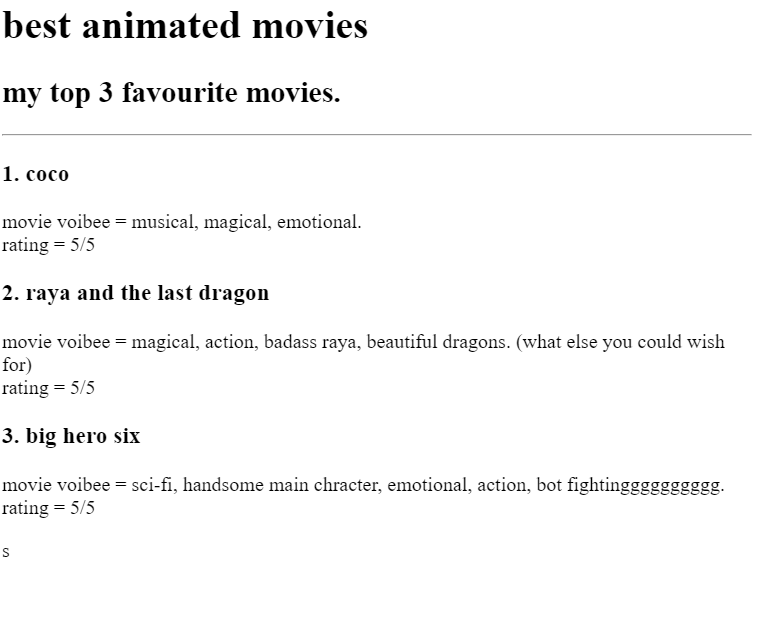 best animated movies
my top 3 favourite movies.
1. coco
movie voibee = musical, magical, emotional.
rating = 5/5
2. raya and the last dragon
movie voibee = magical, action, badass raya, beautiful dragons. (what else you could wish
for)
rating = 5/5
3. big hero six
movie voibee = sci-fi, handsome main chracter, emotional, action, bot fightingggggggggg.
rating = 5/5
s